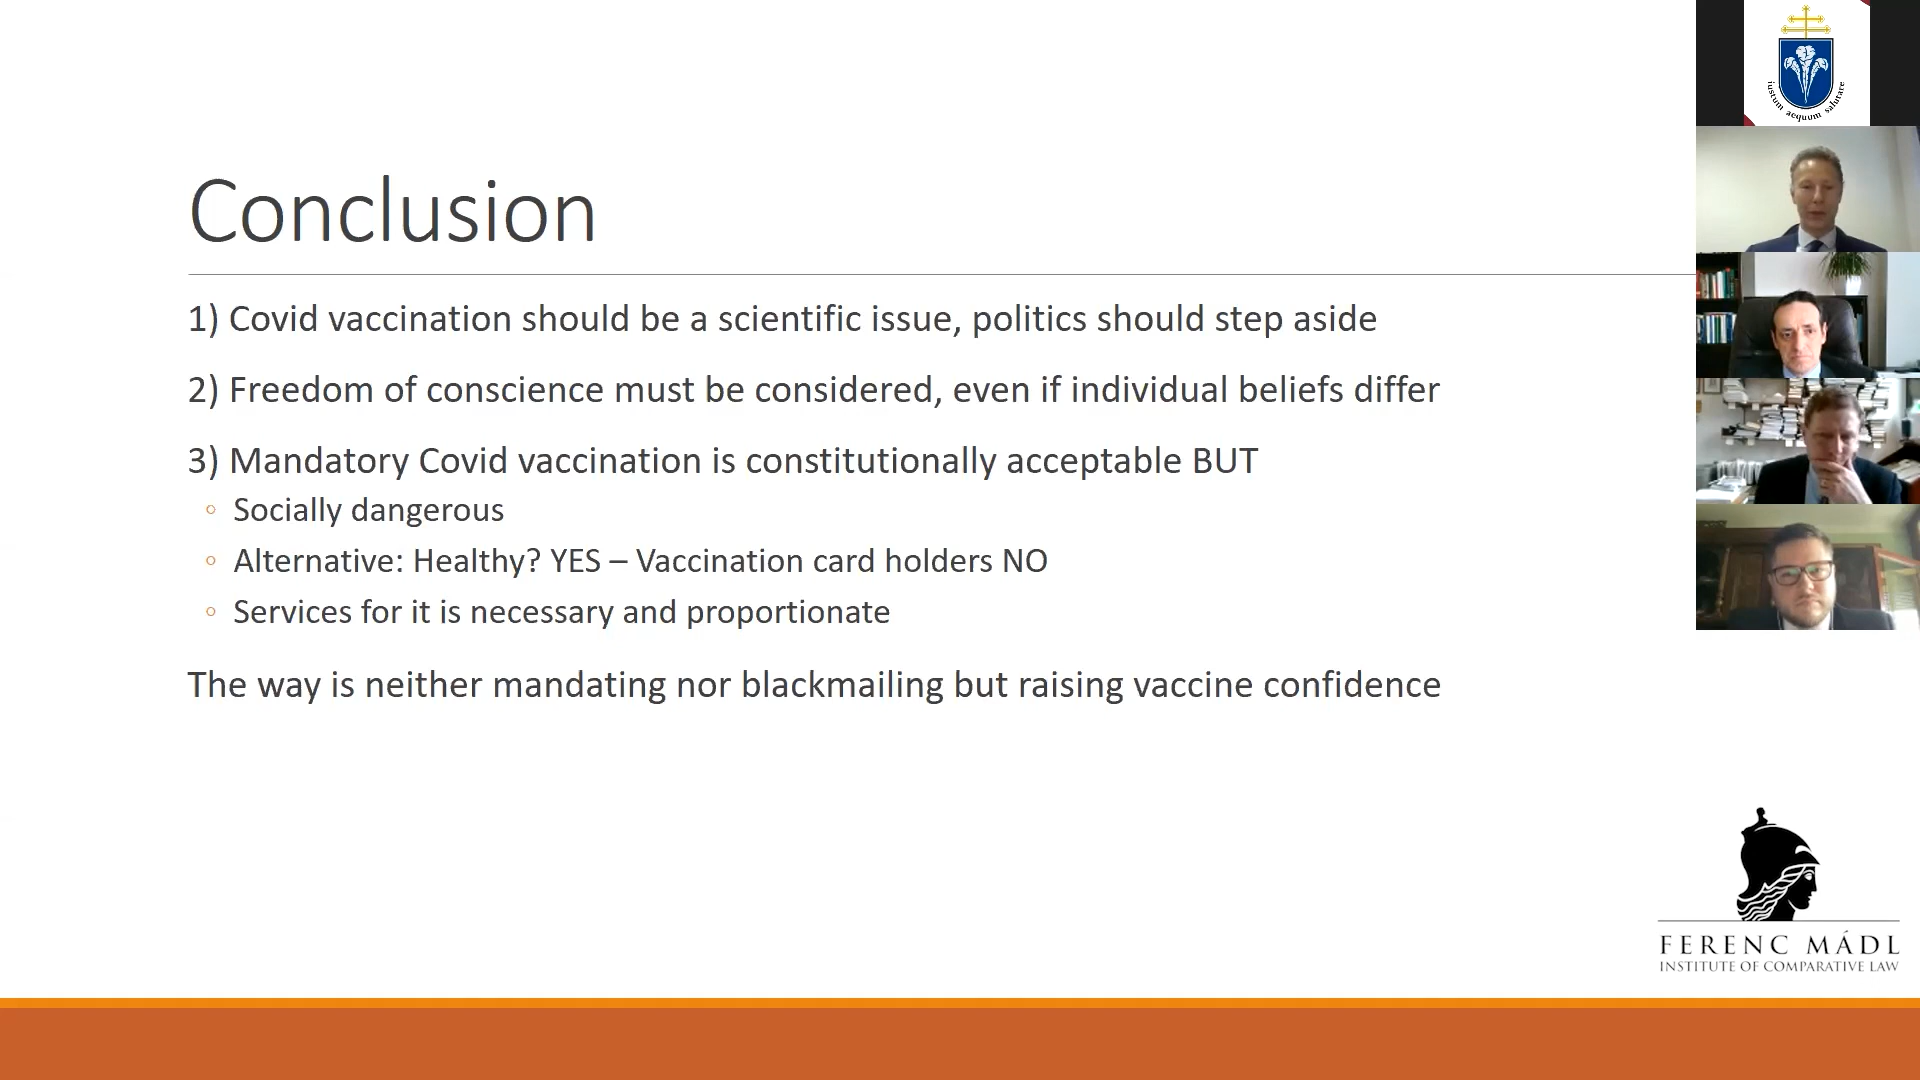 Conclusion
1) Covid vaccination should be a scientific issue, politics should step aside
2) Freedom of conscience must be considered, even if individual beliefs differ
3) Mandatory Covid vaccination is constitutionally acceptable BUT
◦ Socially dangerous
◦ Alternative: Healthy? YES – Vaccination card holders NO
◦ Services for it is necessary and proportionate
The way is neither mandating nor blackmailing but raising vaccine confidence
iustum aequum salutare
FERENC MÁDL
INSTITUTE OF COMPARATIVE LAW